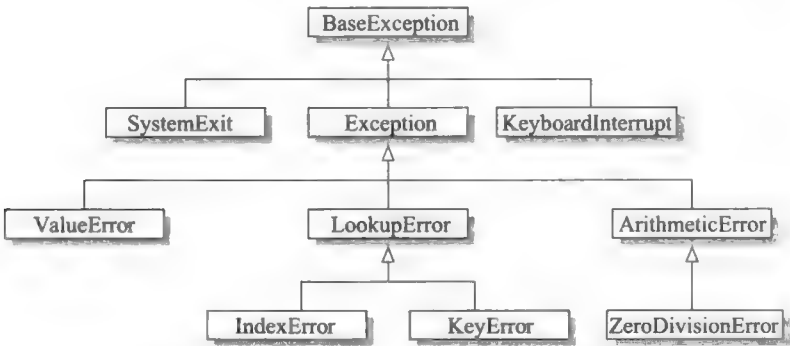 BaseException
SystemExit
Exception
KeyboardInterrupt
ValueError
LookupError
ArithmeticError
IndexError
KeyError
ZeroDivisionError